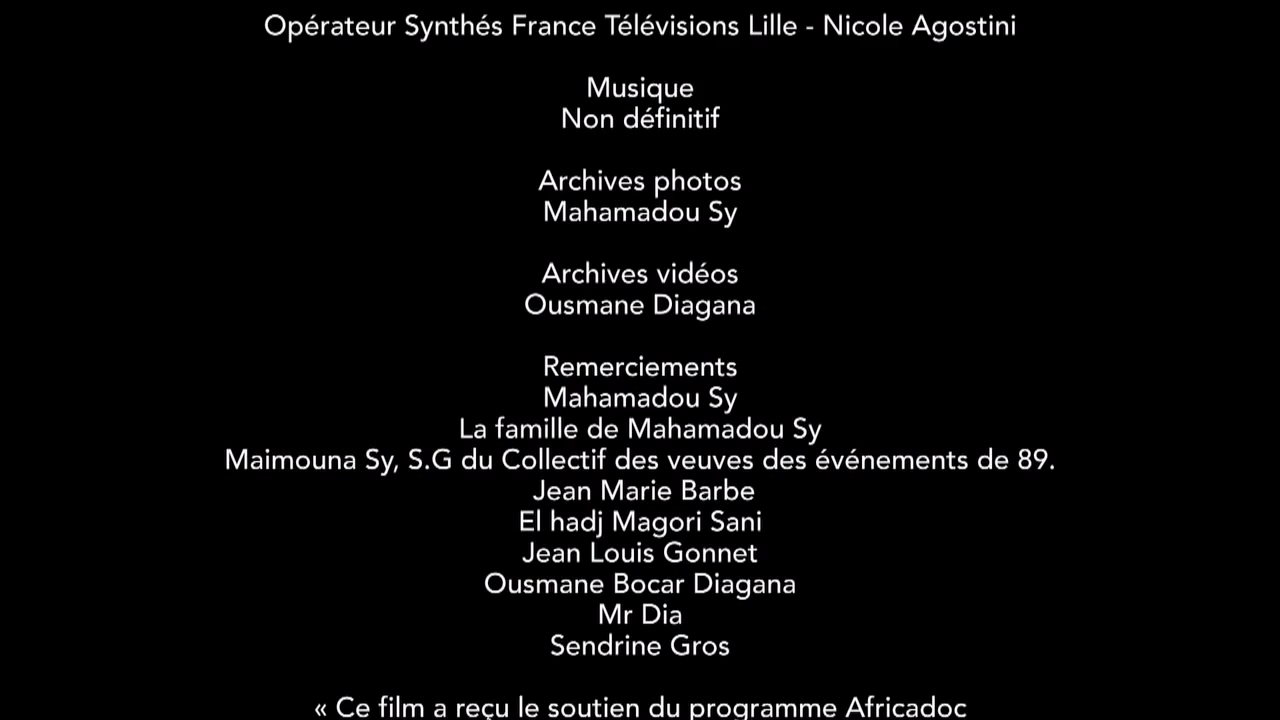 Opérateur Synthés France Télévisions Lille - Nicole Agostini
Musique
Non définitif
Archives photos
Mahamadou Sy
Archives vidéos
Ousmane Diagana
Remerciements
Mahamadou Sy
La famille de Mahamadou Sy
Maimouna Sy, S.G du Collectif des veuves des événements de 89.
Jean Marie Barbe
El hadj Magori Sani
Jean Louis Gonnet
Ousmane Bocar Diagana
Mr Dia
Sendrine Gros
« Ce film a reçu le soutien du programme Africadoc